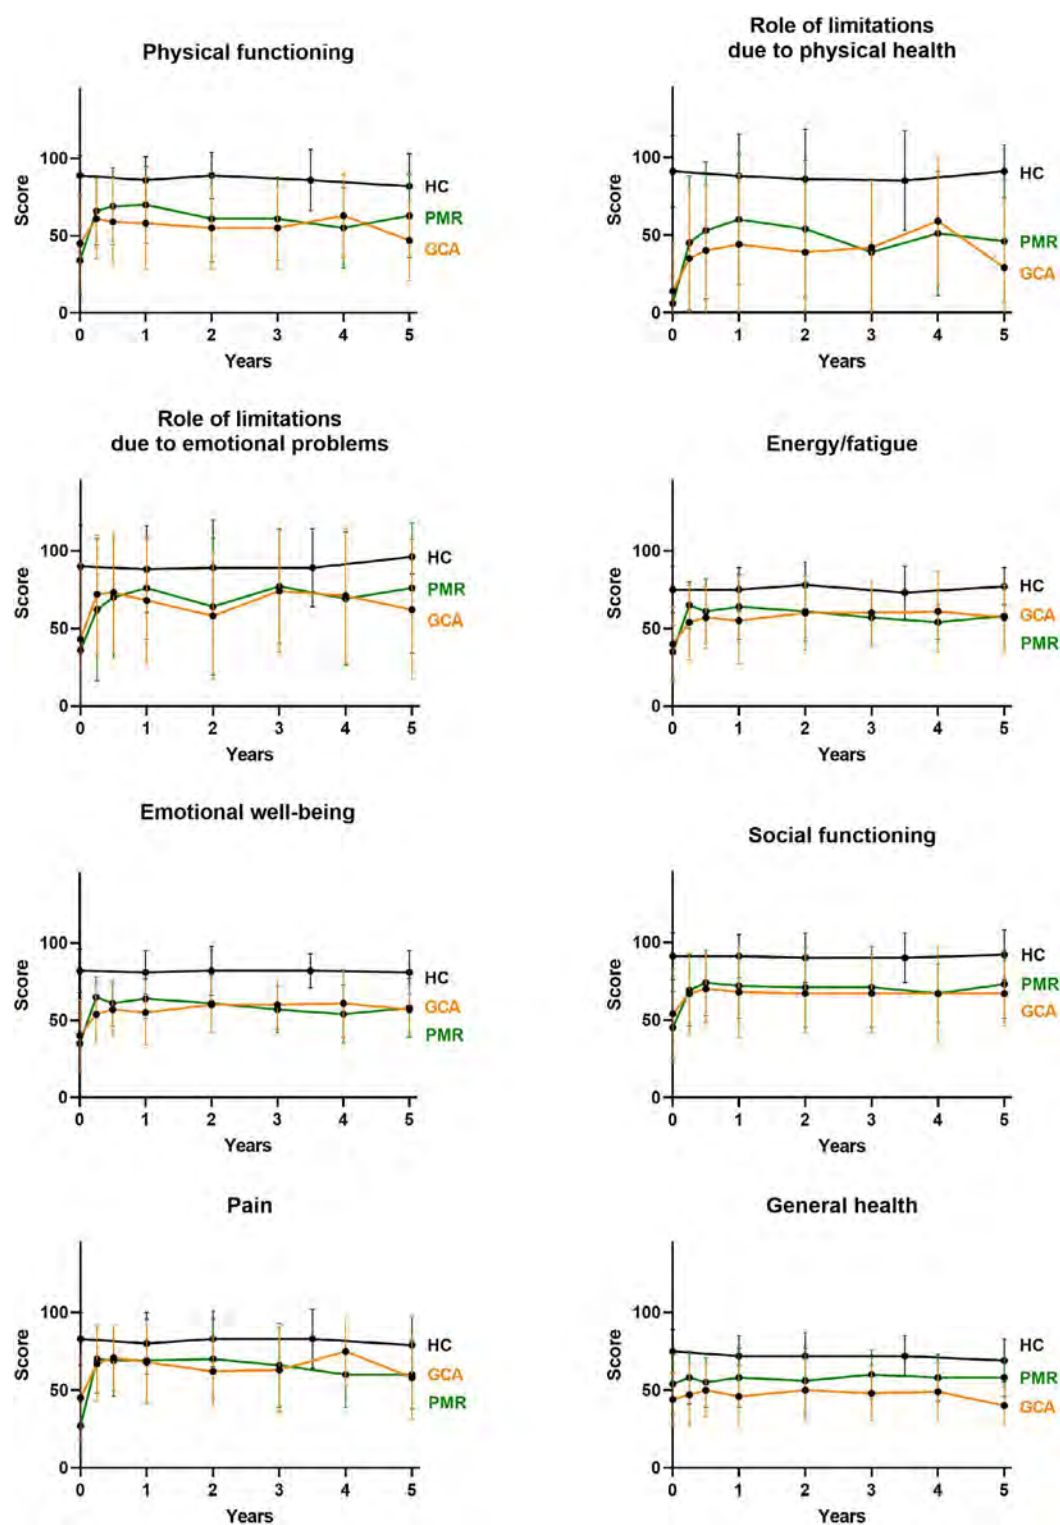 Physical functioning
100
50
0
Score
HC
PMR
GCA
0 1 2 3 4 5
Years
Role of limitations
due to physical health
100
50
0
Score
HC
PMR
GCA
0 1 2 3 4 5
Years
Role of limitations
due to emotional problems
100
50
0
Score
HC
PMR
GCA
0 1 2 3 4 5
Years
Energy/fatigue
100
50
0
Score
HC
GCA
PMR
0 1 2 3 4 5
Years
Emotional well-being
100
50
0
Score
HC
GCA
PMR
0 1 2 3 4 5
Years
Social functioning
100
50
0
Score
HC
PMR
GCA
0 1 2 3 4 5
Years
Pain
100
50
0
Score
HC
GCA
PMR
0 1 2 3 4 5
Years
General health
100
50
0
Score
HC
PMR
GCA
0 1 2 3 4 5
Years